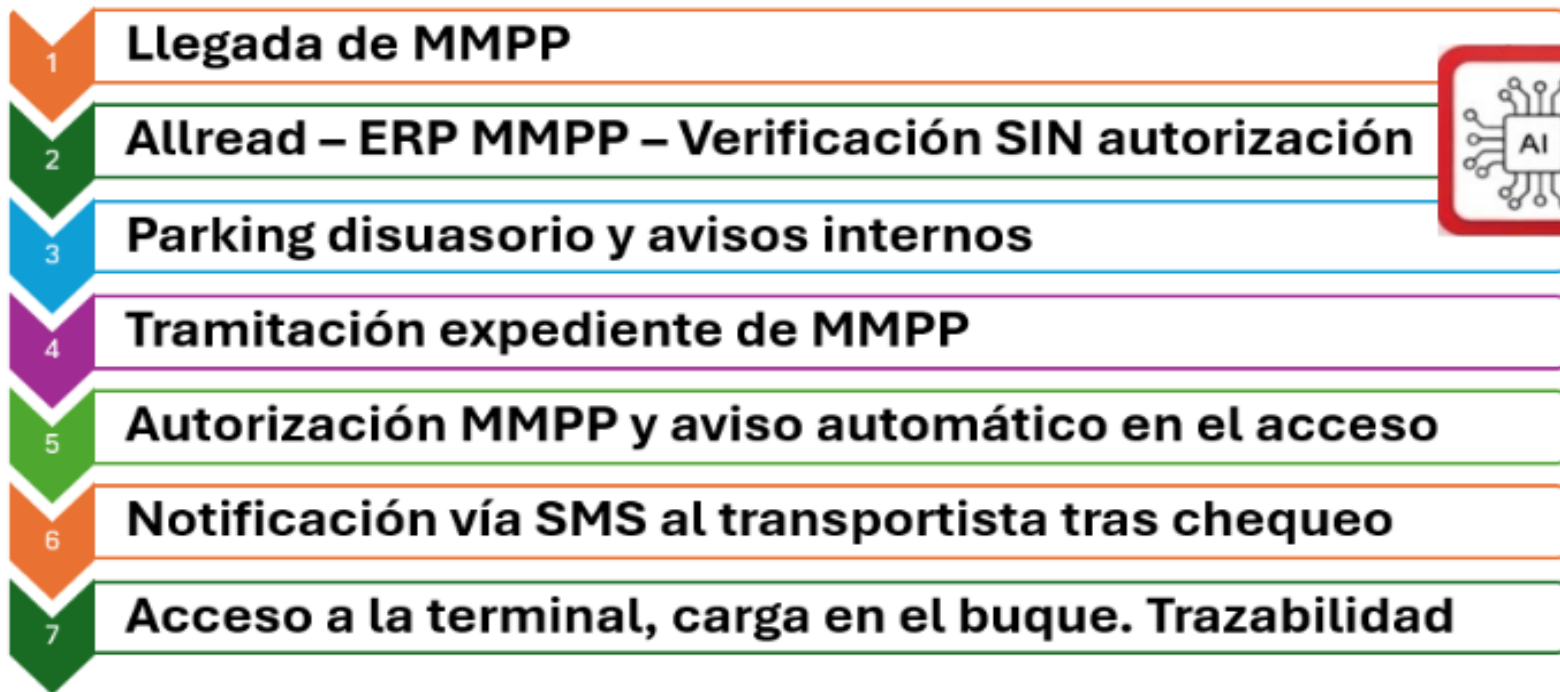 1 Llegada de MMPP
2 Allread – ERP MMPP – Verificación SIN autorización
AI
3 Parking disuasorio y avisos internos
4 Tramitación expediente de MMPP
5 Autorización MMPP y aviso automático en el acceso
6 Notificación vía SMS al transportista tras chequeo
7 Acceso a la terminal, carga en el buque. Trazabilidad